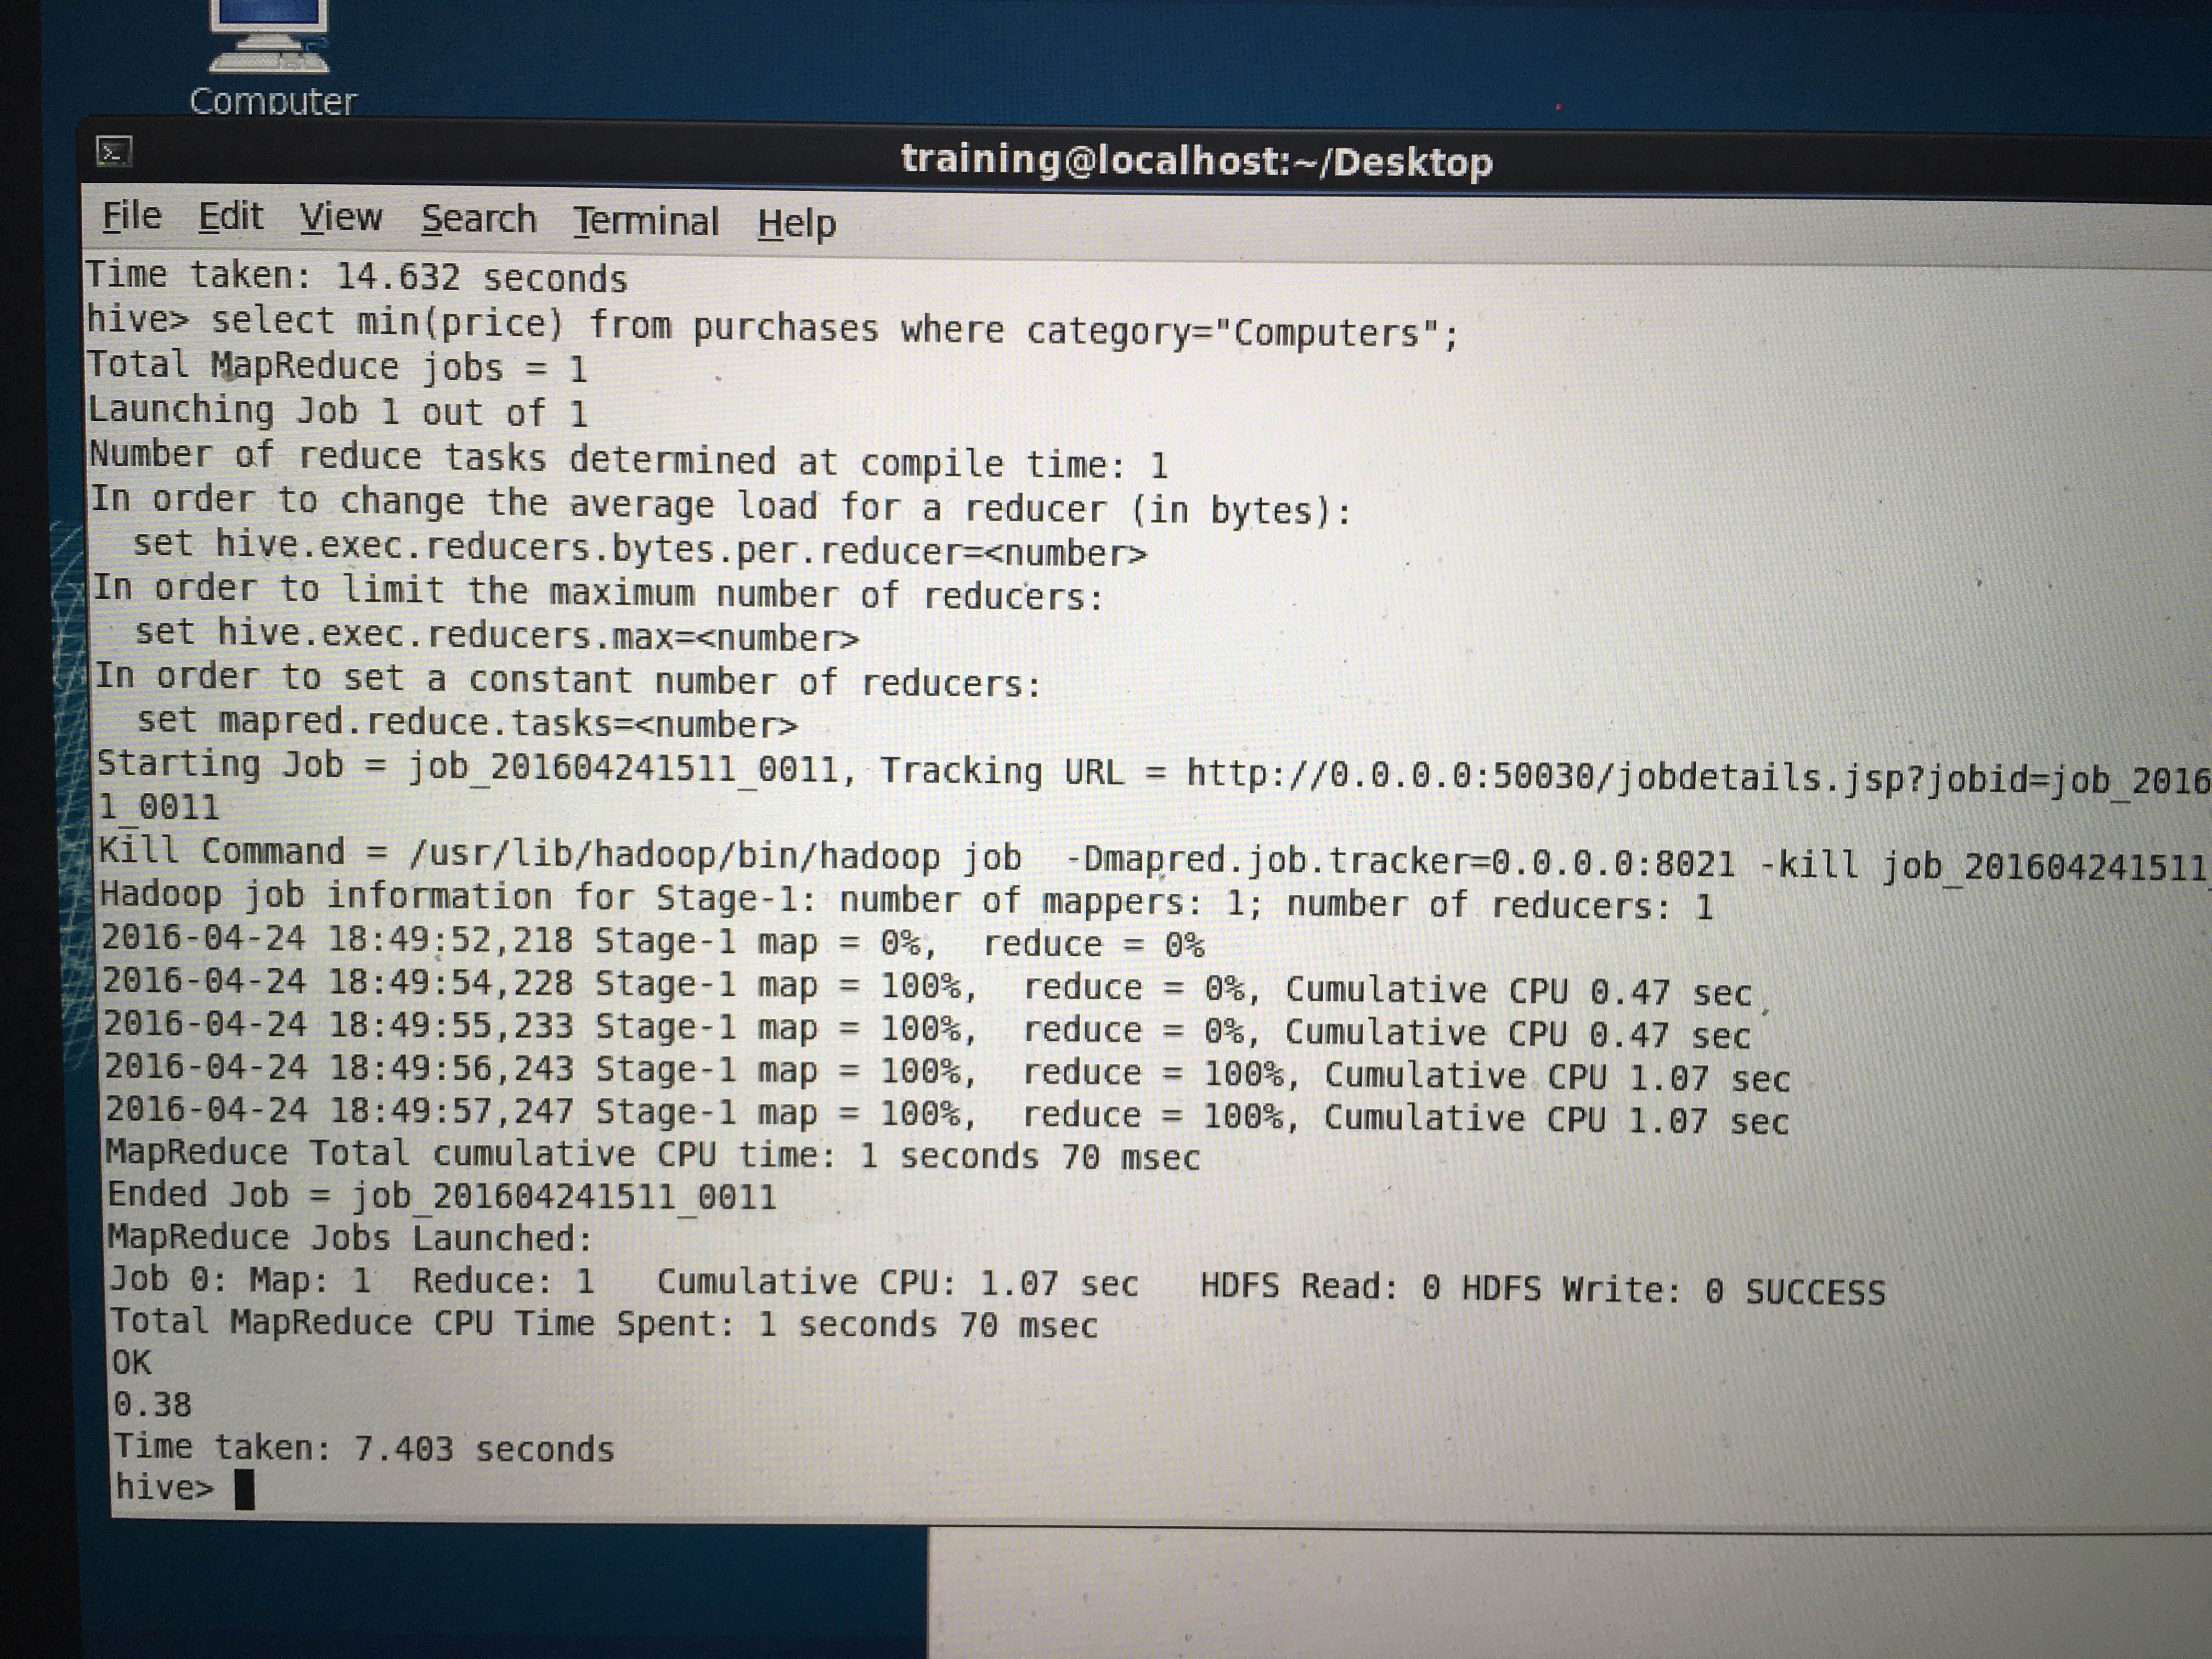 Computer
training@localhost:~/Desktop
File Edit View Search Terminal Help
Time taken: 14.632 seconds
hive> select min(price) from purchases where category="Computers";
Total MapReduce jobs = 1
Launching Job 1 out of 1
Number of reduce tasks determined at compile time: 1
In order to change the average load for a reducer (in bytes):
  set hive.exec.reducers.bytes.per.reducer=<number>
In order to limit the maximum number of reducers:
  set hive.exec.reducers.max=<number>
In order to set a constant number of reducers:
  set mapred.reduce.tasks=<number>
Starting Job = job_201604241511_0011, Tracking URL = http://0.0.0.0:50030/jobdetails.jsp?jobid=job_2016
1_0011
Kill Command = /usr/lib/hadoop/bin/hadoop job  -Dmapred.job.tracker=0.0.0.0:8021 -kill job_201604241511
Hadoop job information for Stage-1: number of mappers: 1; number of reducers: 1
2016-04-24 18:49:52,218 Stage-1 map = 0%,  reduce = 0%
2016-04-24 18:49:54,228 Stage-1 map = 100%,  reduce = 0%, Cumulative CPU 0.47 sec
2016-04-24 18:49:55,233 Stage-1 map = 100%,  reduce = 0%, Cumulative CPU 0.47 sec
2016-04-24 18:49:56,243 Stage-1 map = 100%,  reduce = 100%, Cumulative CPU 1.07 sec
2016-04-24 18:49:57,247 Stage-1 map = 100%,  reduce = 100%, Cumulative CPU 1.07 sec
MapReduce Total cumulative CPU time: 1 seconds 70 msec
Ended Job = job_201604241511_0011
MapReduce Jobs Launched:
Job 0: Map: 1  Reduce: 1   Cumulative CPU: 1.07 sec   HDFS Read: 0 HDFS Write: 0 SUCCESS
Total MapReduce CPU Time Spent: 1 seconds 70 msec
OK
0.38
Time taken: 7.403 seconds
hive>